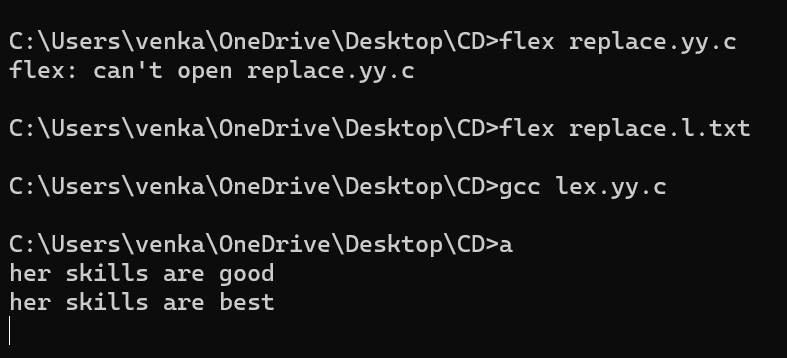 C:\Users\venka\OneDrive\Desktop\CD>flex replace.yy.c
flex: can't open replace.yy.c
C:\Users\venka\OneDrive\Desktop\CD>flex replace.l.txt
C:\Users\venka\OneDrive\Desktop\CD>gcc lex.yy.c
C:\Users\venka\OneDrive\Desktop\CD>a
her skills are good
her skills are best